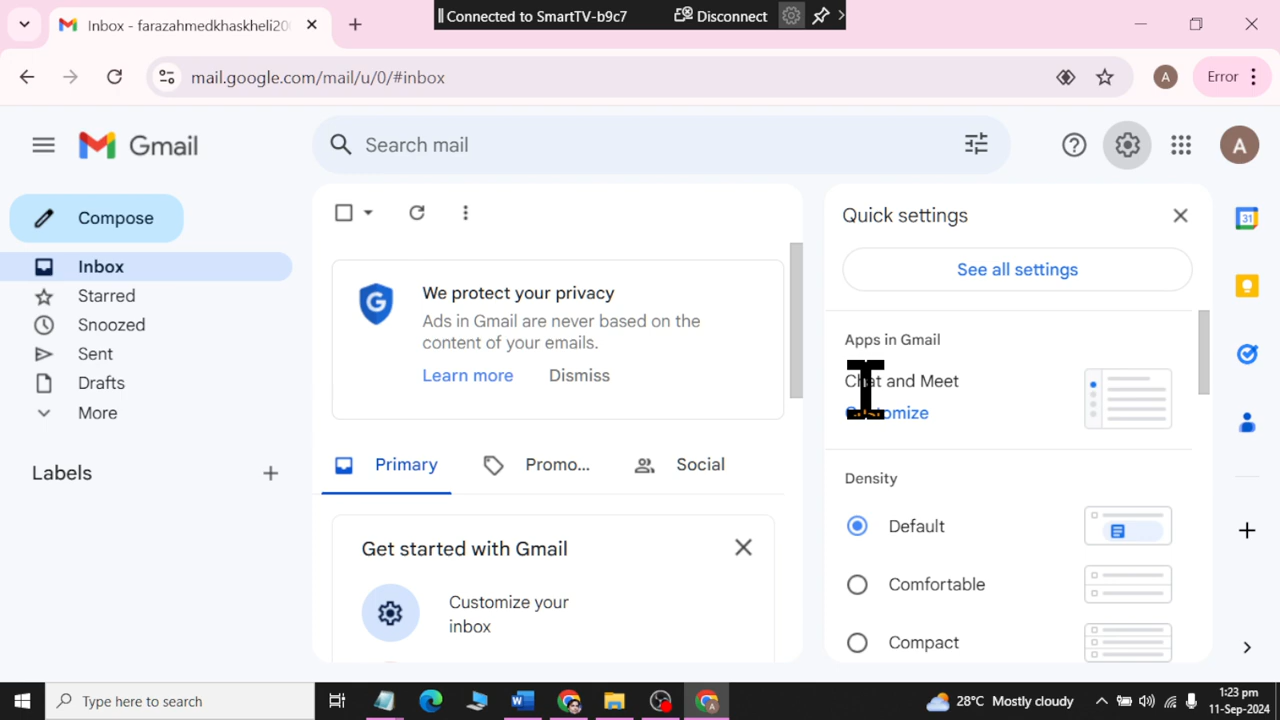 Connected to SmartTV-b9c7 Disconnect
Inbox - farazahmedkhaskheli20
mail.google.com/mail/u/0/#inbox
A
Error
Gmail
Search mail
A
Compose
Inbox
Starred
Snoozed
Sent
Drafts
More
Labels
We protect your privacy
Ads in Gmail are never based on the
content of your emails.
Learn more Dismiss
Primary
Promo...
Social
Get started with Gmail
Customize your
inbox
Quick settings
See all settings
Apps in Gmail
Chat and Meet
Customize
Density
Default
Comfortable
Compact
31
Type here to search
28°C Mostly cloudy
1:23 pm
11-Sep-2024